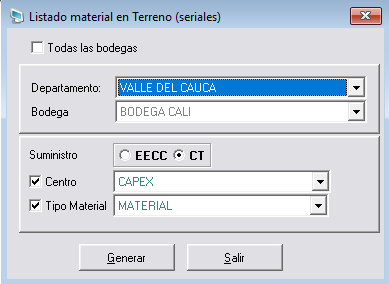 Listado material en Terreno (seriales)
Todas las bodegas
Departamento: VALLE DEL CAUCA
Bodega BODEGA CALI
Suministro EECC CT
Centro CAPEX
Tipo Material MATERIAL
Generar Salir